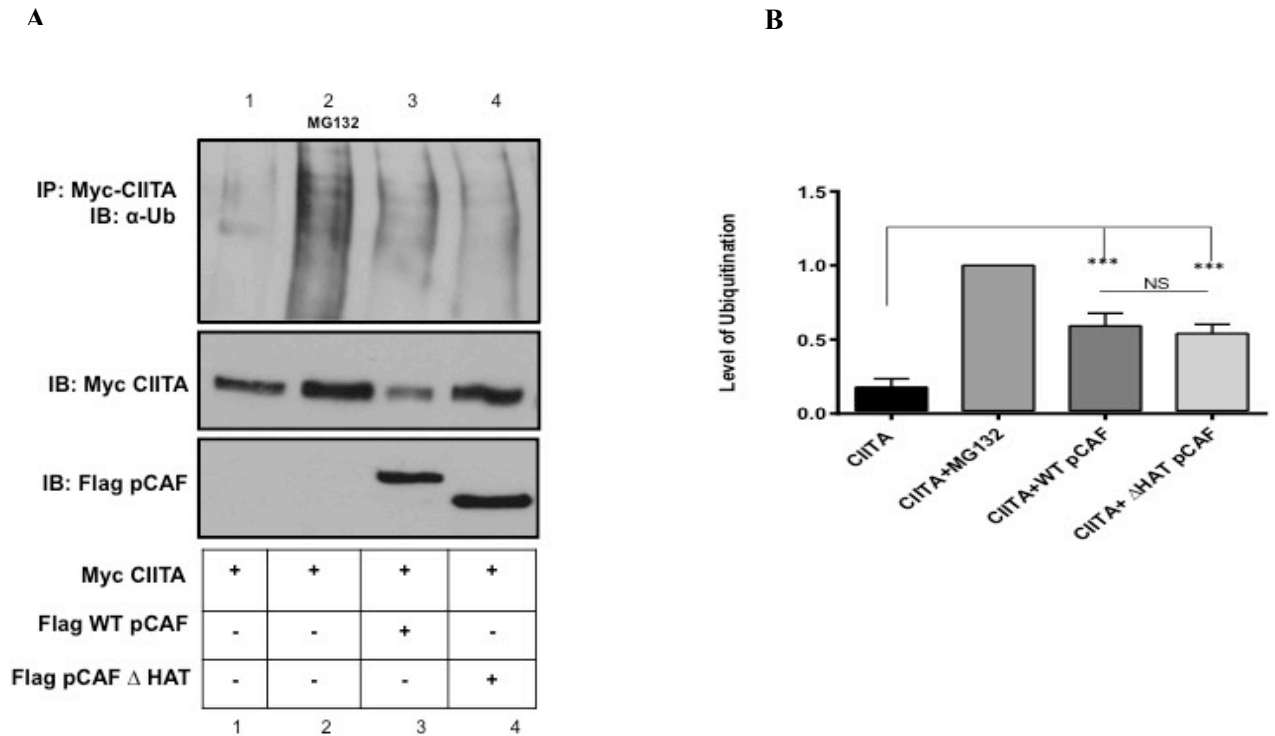 A
B
1 2 3 4
MG132
IP: Myc-CIITA
IB: α-Ub
IB: Myc CIITA
IB: Flag pCAF
Myc CIITA + + + +
Flag WT pCAF - - + -
Flag pCAF Δ HAT - - - +
1 2 3 4
Level of Ubiquitination
1.5
1.0
0.5
0.0
*** ***
NS
CIITA
CIITA+MG132
CIITA+WT pCAF
CIITA+ ΔHAT pCAF